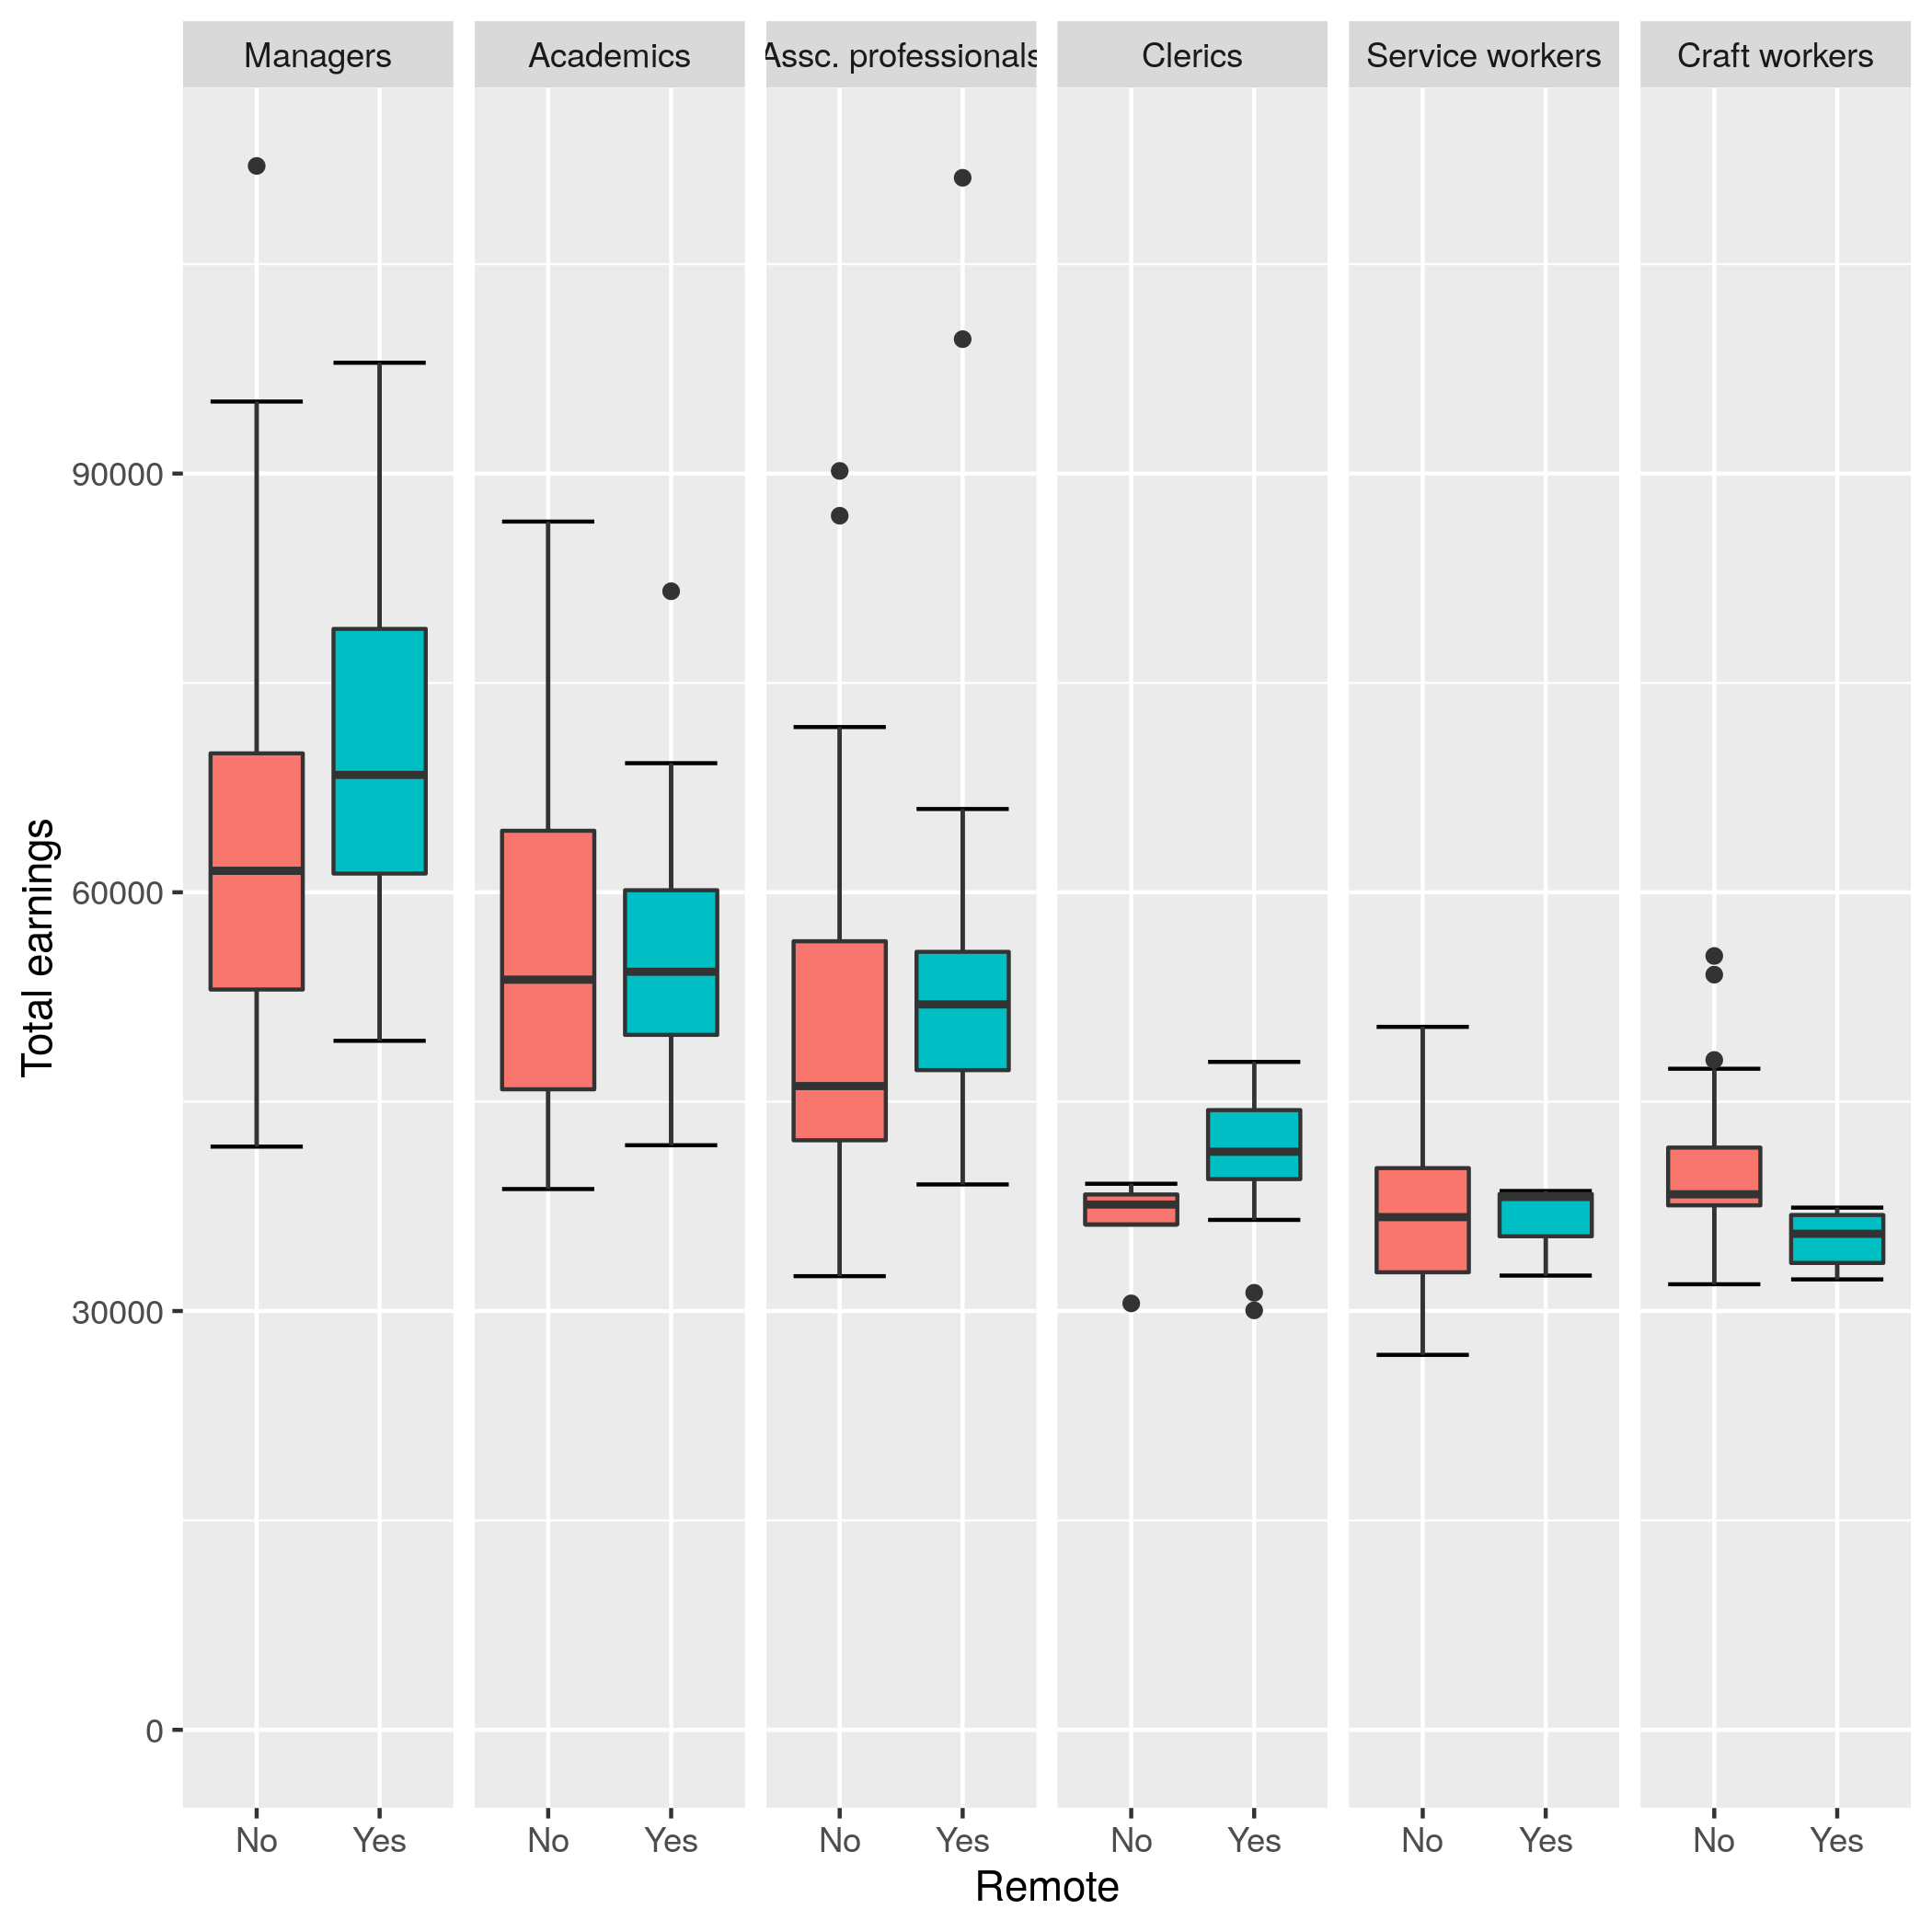 Managers
Academics
Assc. professionals
Clerics
Service workers
Craft workers
Total earnings
90000
60000
30000
0
No
Yes
No
Yes
No
Yes
No
Yes
No
Yes
No
Yes
Remote